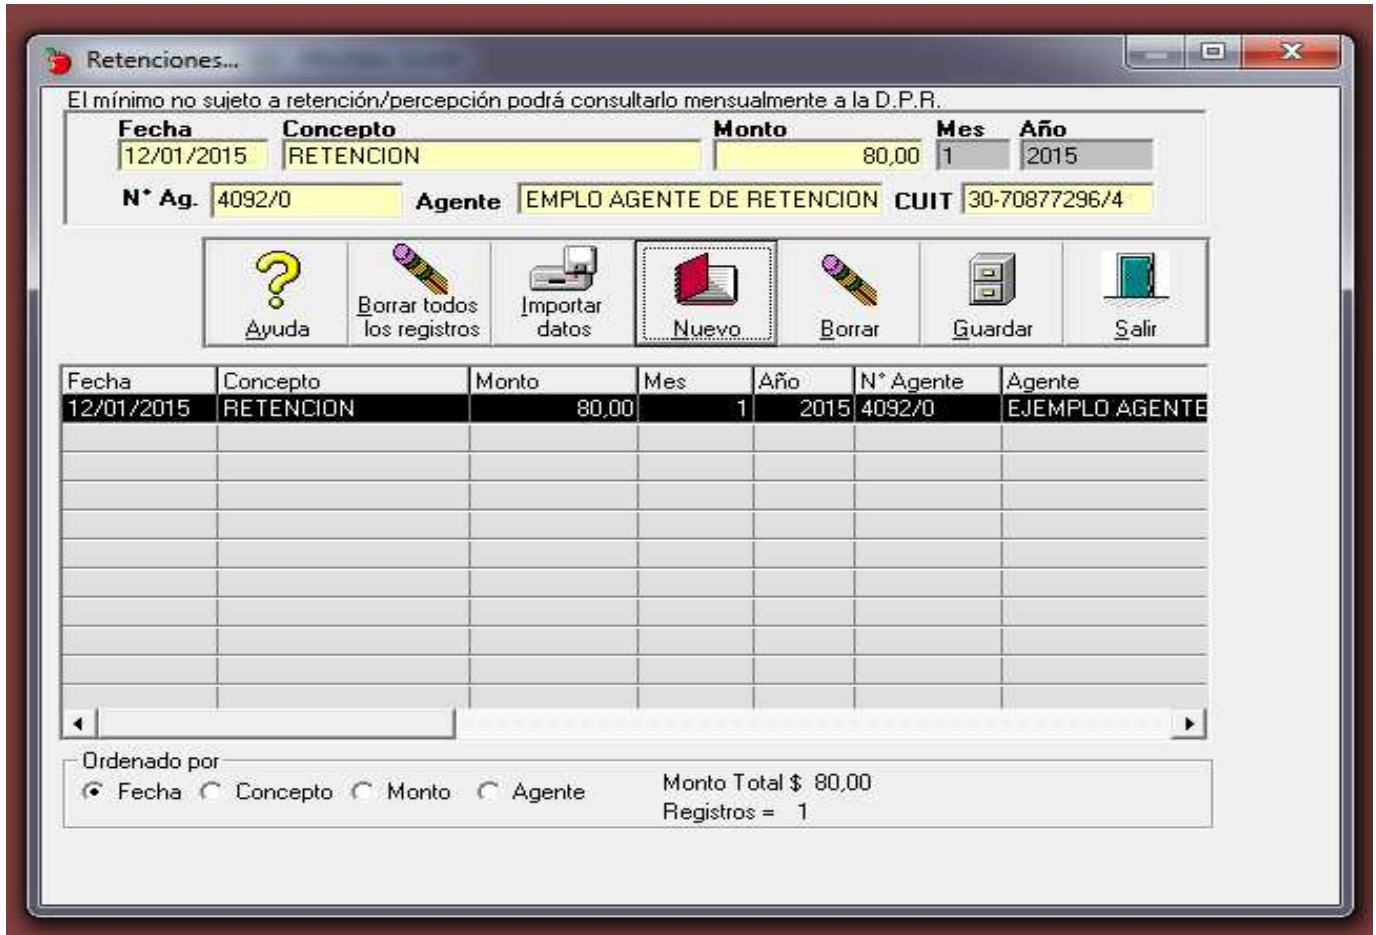 Retenciones...
El mínimo no sujeto a retención/percepción podrá consultarlo mensualmente a la D.P.R.
Fecha Concepto Monto Mes Año
12/01/2015 RETENCION 80,00 1 2015
N° Ag. 4092/0 Agente EMPLO AGENTE DE RETENCION CUIT 30-70877296/4
Ayuda Borrar todos los registros Importar datos Nuevo Borrar Guardar Salir
Fecha Concepto Monto Mes Año N° Agente Agente
12/01/2015 RETENCION 80,00 1 2015 4092/0 EJEMPLO AGENTE
Ordenado por
Fecha Concepto Monto Agente Monto Total $ 80,00
Registros = 1